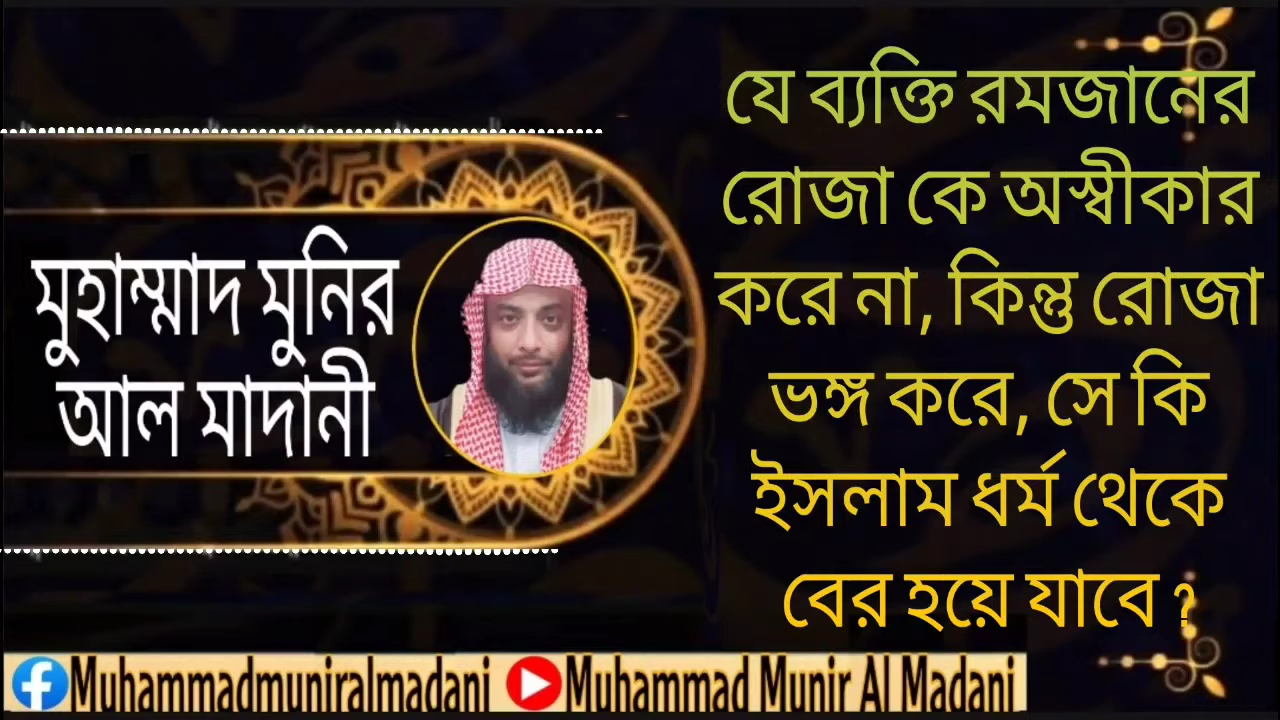 মুহাম্মাদ মুনির
আল মাদানী
যে ব্যক্তি রমজানের
রোজা কে অস্বীকার
করে না, কিন্তু রোজা
ভঙ্গ করে, সে কি
ইসলাম ধর্ম থেকে
বের হয়ে যাবে ?
Muhammadmuniralmadani Muhammad Munir Al Madani